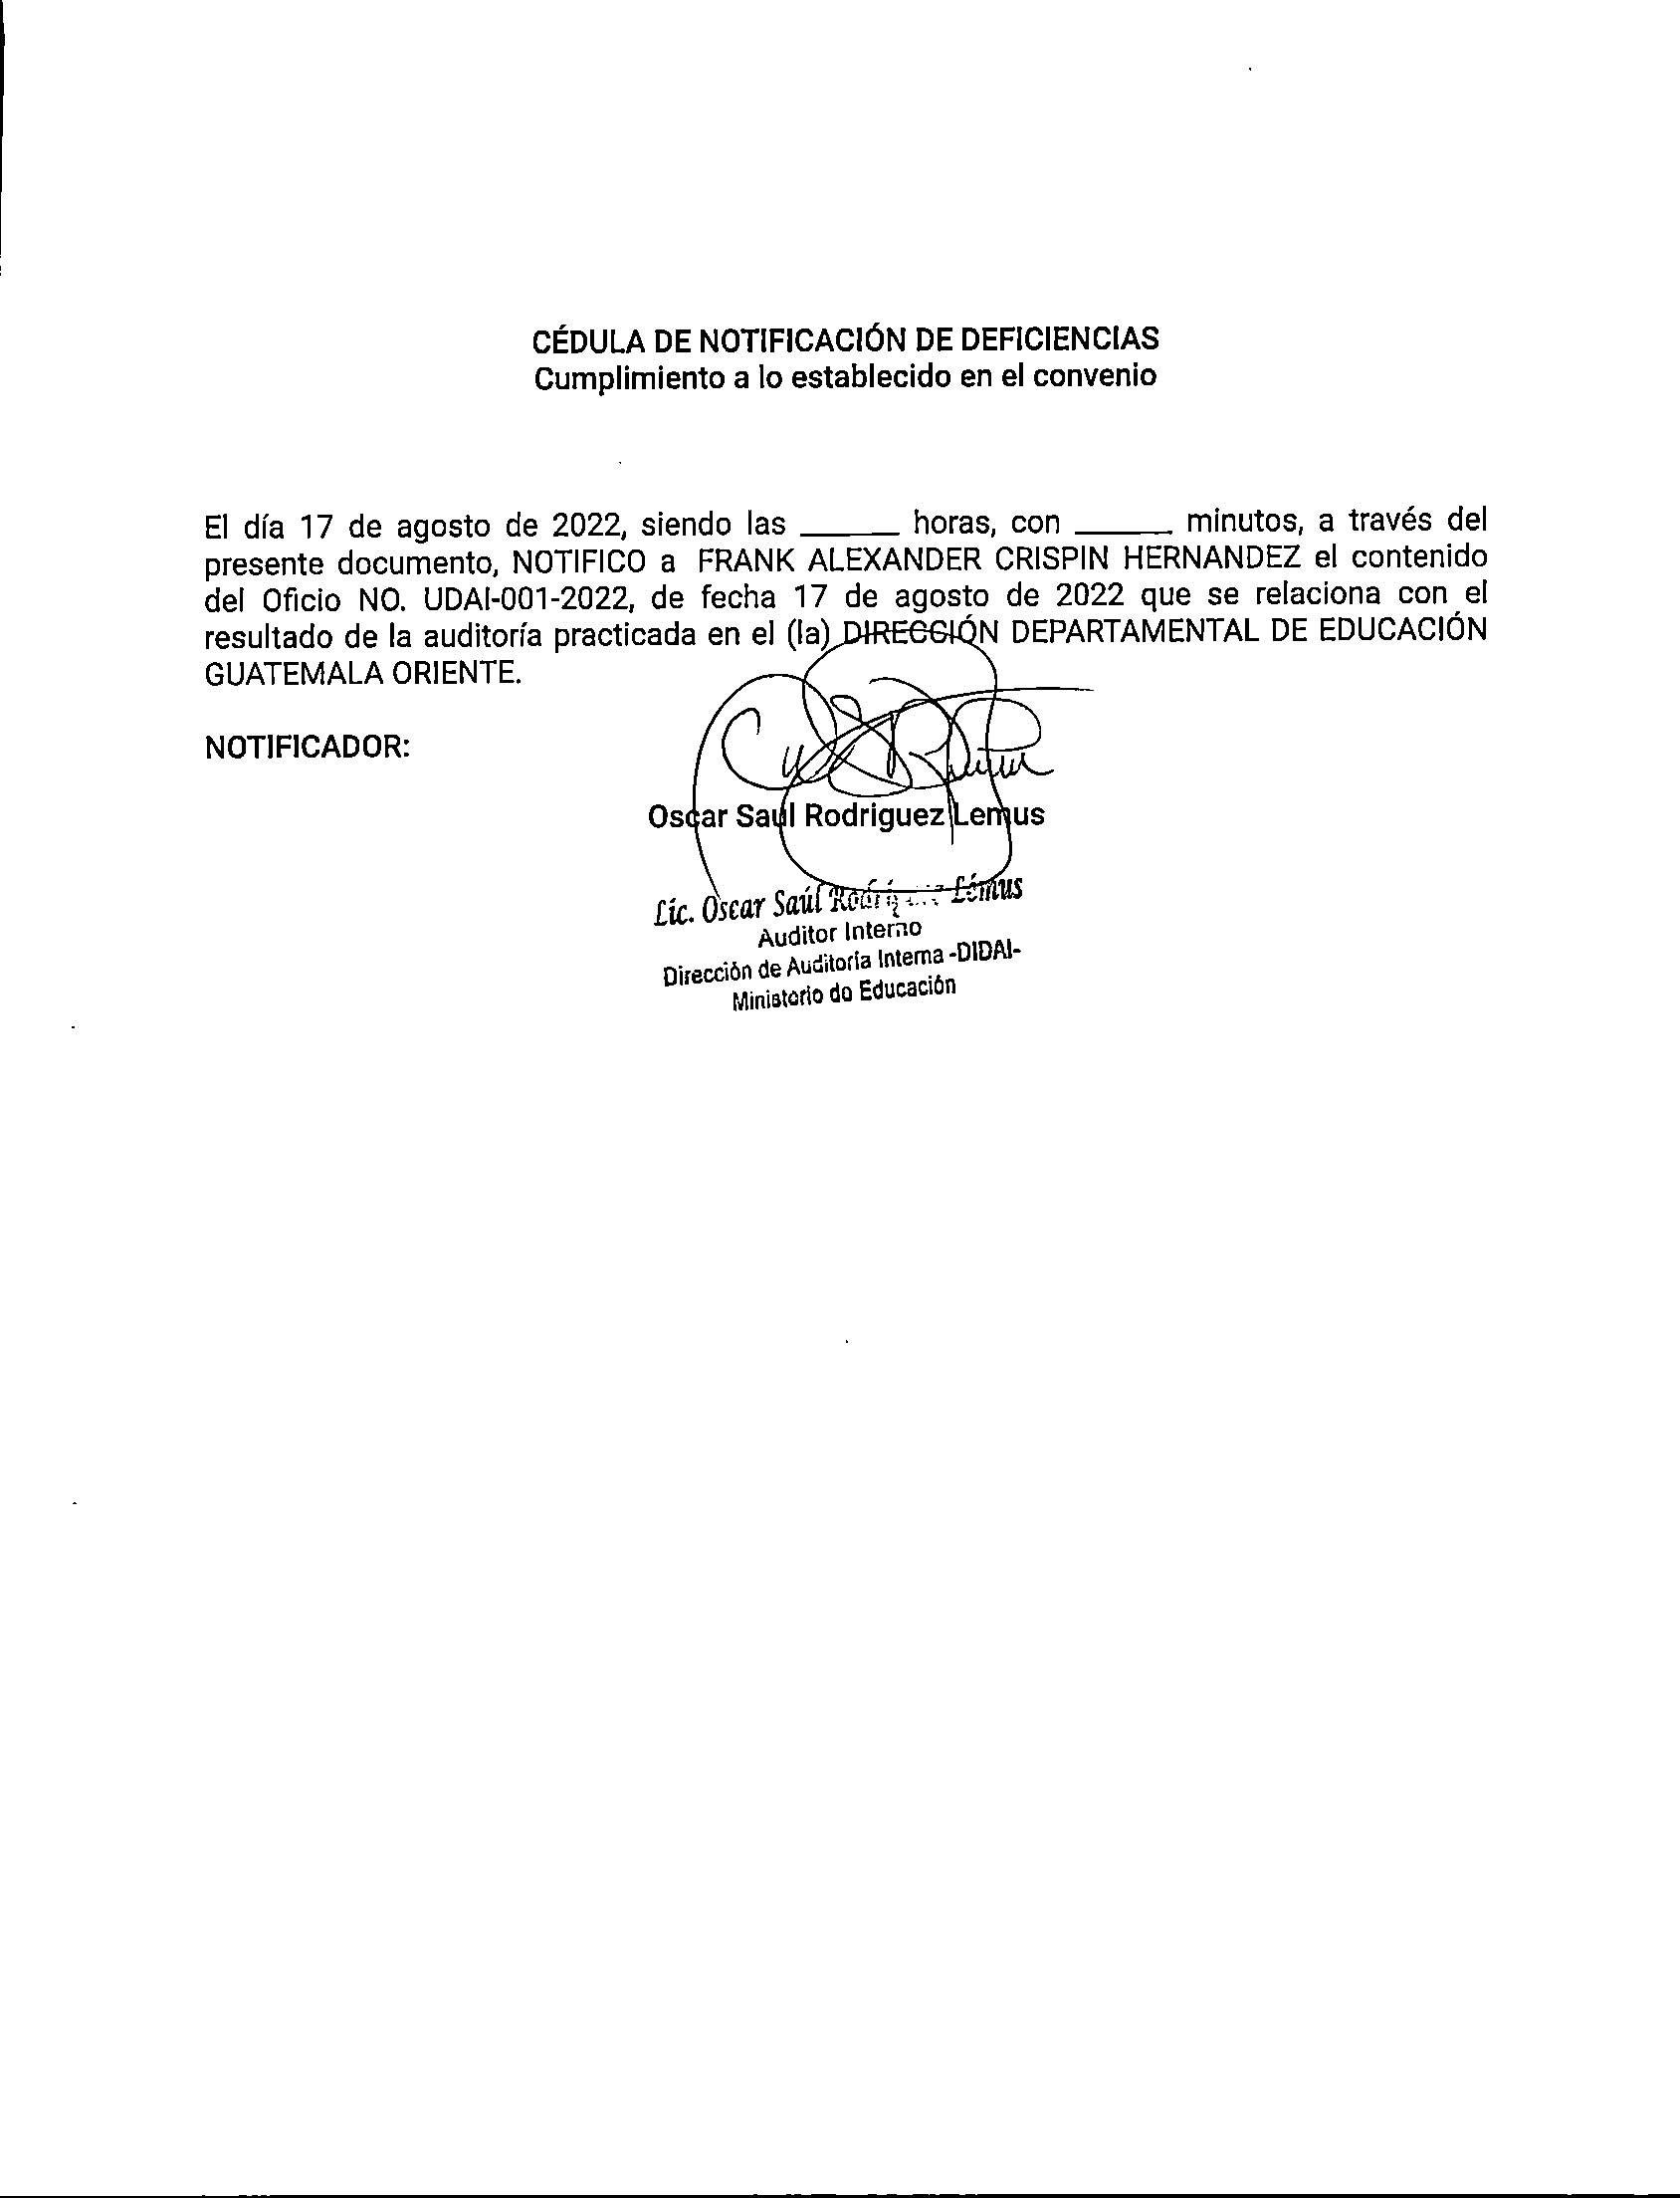 CÉDULA DE NOTIFICACIÓN DE DEFICIENCIAS
Cumplimiento a lo establecido en el convenio
El día 17 de agosto de 2022, siendo las ______ horas, con ______ minutos, a través del
presente documento, NOTIFICO a FRANK ALEXANDER CRISPIN HERNANDEZ el contenido
del Oficio NO. UDAI-001-2022, de fecha 17 de agosto de 2022 que se relaciona con el
resultado de la auditoría practicada en el (la) DIRECCIÓN DEPARTAMENTAL DE EDUCACIÓN
GUATEMALA ORIENTE.
NOTIFICADOR:
Oscar Saul Rodriguez Lemus
Lic. Oscar Saúl Lémus
Auditor Interno
Dirección de Auditoría Interna -DIDAI-
Ministerio de Educación